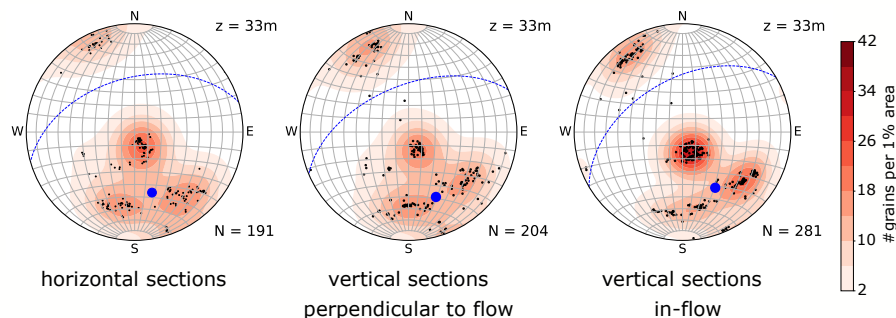 N
z = 33m
W
E
S
N = 191
horizontal sections
N
z = 33m
W
E
S
N = 204
vertical sections
perpendicular to flow
N
z = 33m
W
E
S
N = 281
vertical sections
in-flow
42
34
26
18
10
2
#grains per 1% area